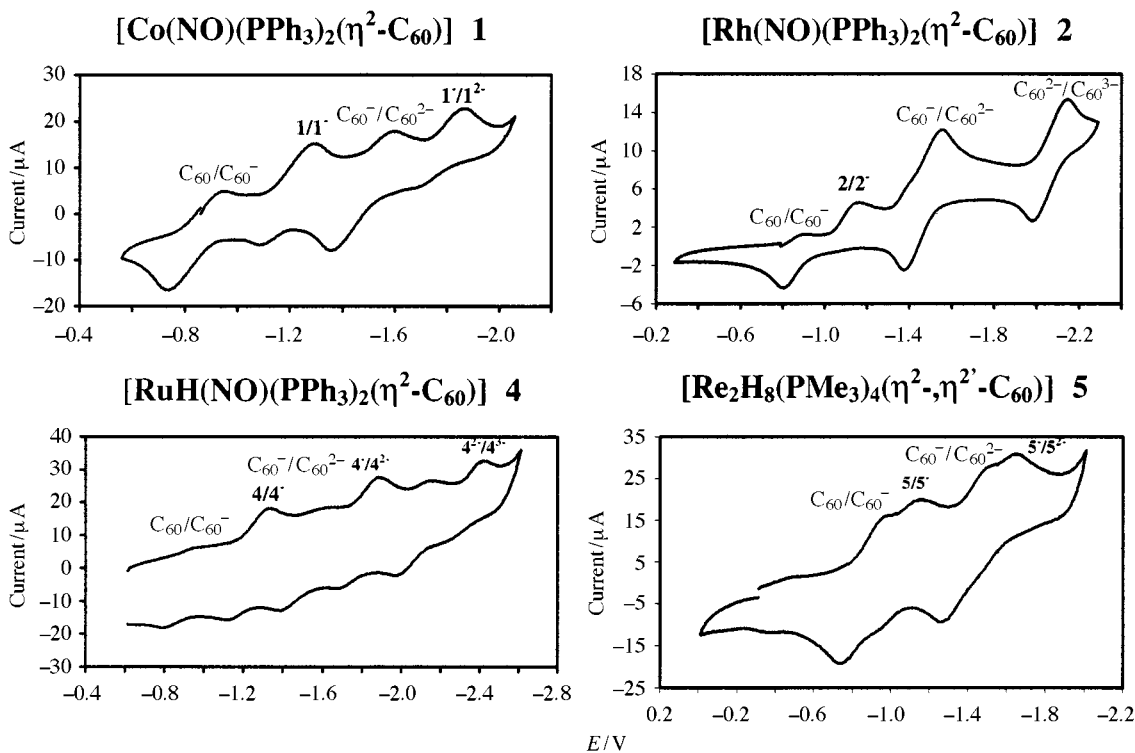 [Co(NO)(PPh₃)₂(η²-C₆₀)] 1
30
20
10
0
−10
−20
Current/μA
C₆₀/C₆₀⁻
1/1⁻
C₆₀⁻/C₆₀²⁻
1⁻/1²⁻
−0.4 −0.8 −1.2 −1.6 −2.0
[Rh(NO)(PPh₃)₂(η²-C₆₀)] 2
18
14
10
6
2
−2
−6
Current/μA
C₆₀/C₆₀⁻
2/2⁻
C₆₀⁻/C₆₀²⁻
C₆₀²⁻/C₆₀³⁻
−0.2 −0.6 −1.0 −1.4 −1.8 −2.2
[RuH(NO)(PPh₃)₂(η²-C₆₀)] 4
40
30
20
10
0
−10
−20
−30
Current/μA
C₆₀/C₆₀⁻
4/4⁻
C₆₀⁻/C₆₀²⁻
4⁻/4²⁻
4²⁻/4³⁻
−0.4 −0.8 −1.2 −1.6 −2.0 −2.4 −2.8
[Re₂H₈(PMe₃)₄(η²-,η²'-C₆₀)] 5
35
25
15
5
−5
−15
−25
Current/μA
C₆₀/C₆₀⁻
5/5⁻
C₆₀⁻/C₆₀²⁻
5⁻/5²⁻
0.2 −0.2 −0.6 −1.0 −1.4 −1.8 −2.2
E/V